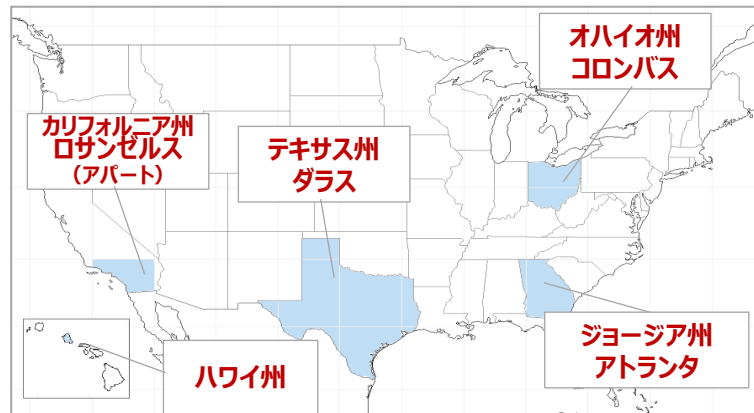 オハイオ州
コロンバス
カリフォルニア州
ロサンゼルス
（アパート）
テキサス州
ダラス
ハワイ州
ジョージア州
アトランタ